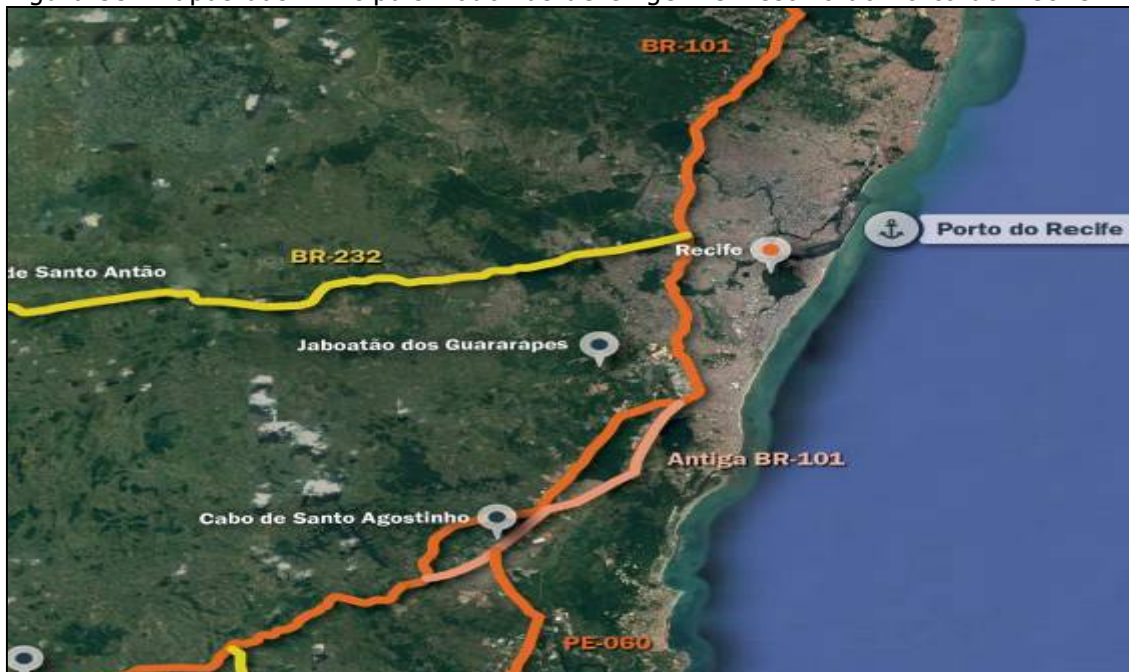 BR-101
Porto do Recife
Recife
BR-232
de Santo Antão
Jaboatão dos Guararapes
Antiga BR-101
Cabo de Santo Agostinho
PE-060